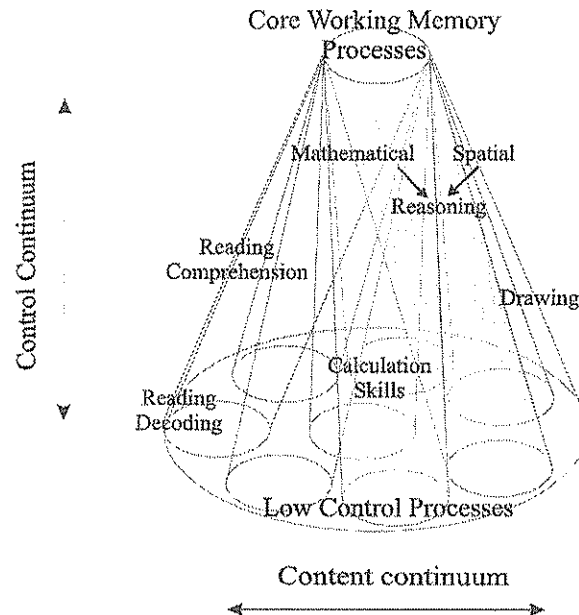 Core Working Memory
Processes
Control Continuum
Mathematical Spatial
Reasoning
Reading
Comprehension
Drawing
Calculation
Skills
Reading
Decoding
Low Control Processes
Content continuum